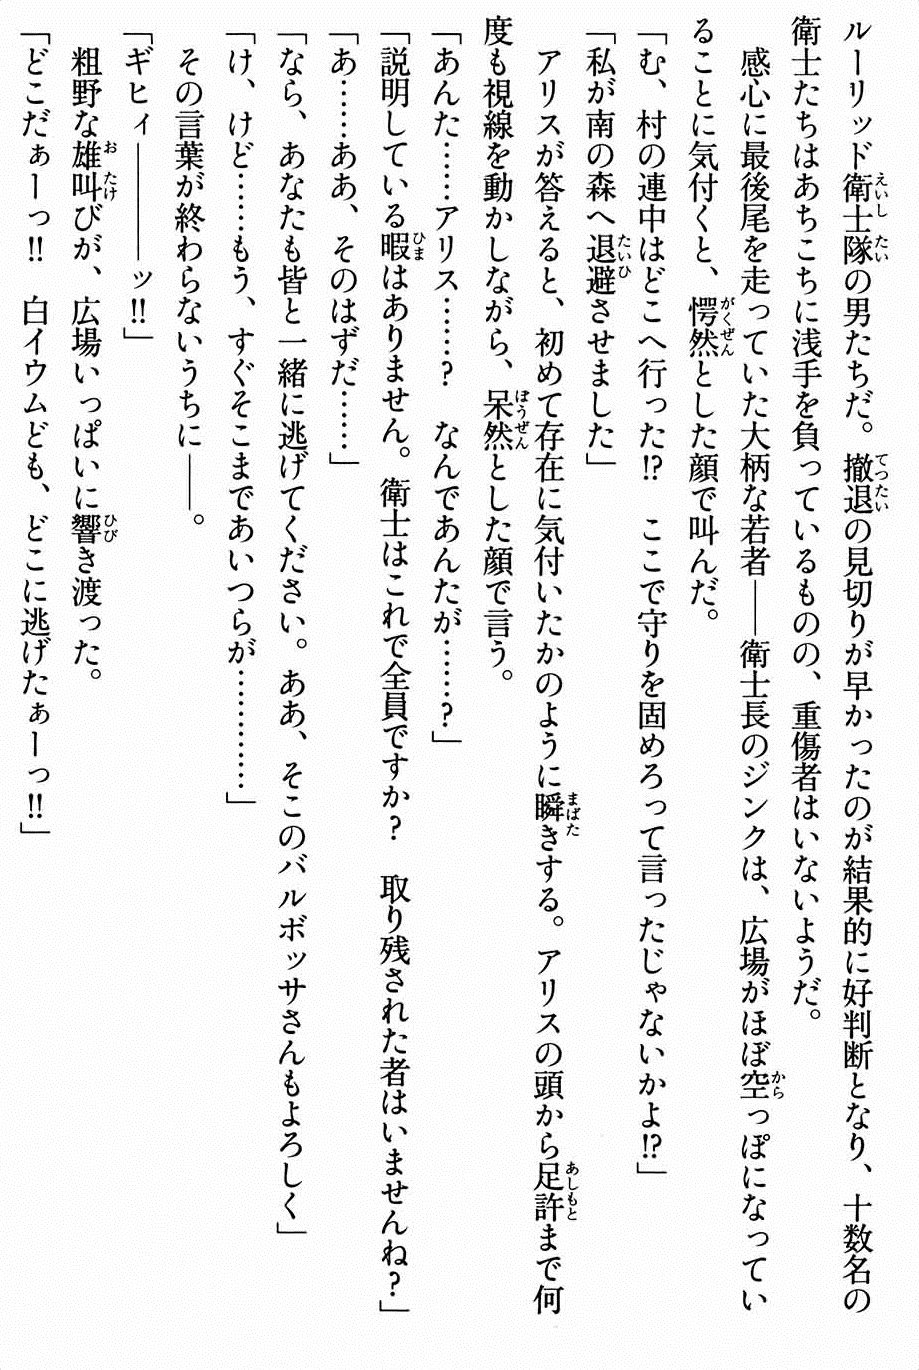 ルーリッド衛士隊の男たちだ。撤退の見切りが早かったのが結果的に好判断となり、十数名の
衛士たちはあちこちに浅手を負っているものの、重傷者はいないようだ。
　感心に最後尾を走っていた大柄な若者――衛士長のジンクは、広場がほぼ空っぽになってい
ることに気付くと、愕然とした顔で叫んだ。
「む、村の連中はどこへ行った!?　ここで守りを固めろって言ったじゃないかよ!?」
「私が南の森へ退避させました」
　アリスが答えると、初めて存在に気付いたかのように瞬きする。アリスの頭から足許まで何
度も視線を動かしながら、呆然とした顔で言う。
「あんた……アリス……？　なんであんたが……？」
「説明している暇はありません。衛士はこれで全員ですか？　取り残された者はいませんね？」
「あ……ああ、そのはずだ……」
「なら、あなたも皆と一緒に逃げてください。ああ、そこのバルボッサさんもよろしく」
「け、けど……もう、すぐそこまであいつらが…………」
　その言葉が終わらないうちに――。
「ギヒィ――――ッ!!」
　粗野な雄叫びが、広場いっぱいに響き渡った。
「どこだぁーっ!!　白イウムども、どこに逃げたぁーっ!!」